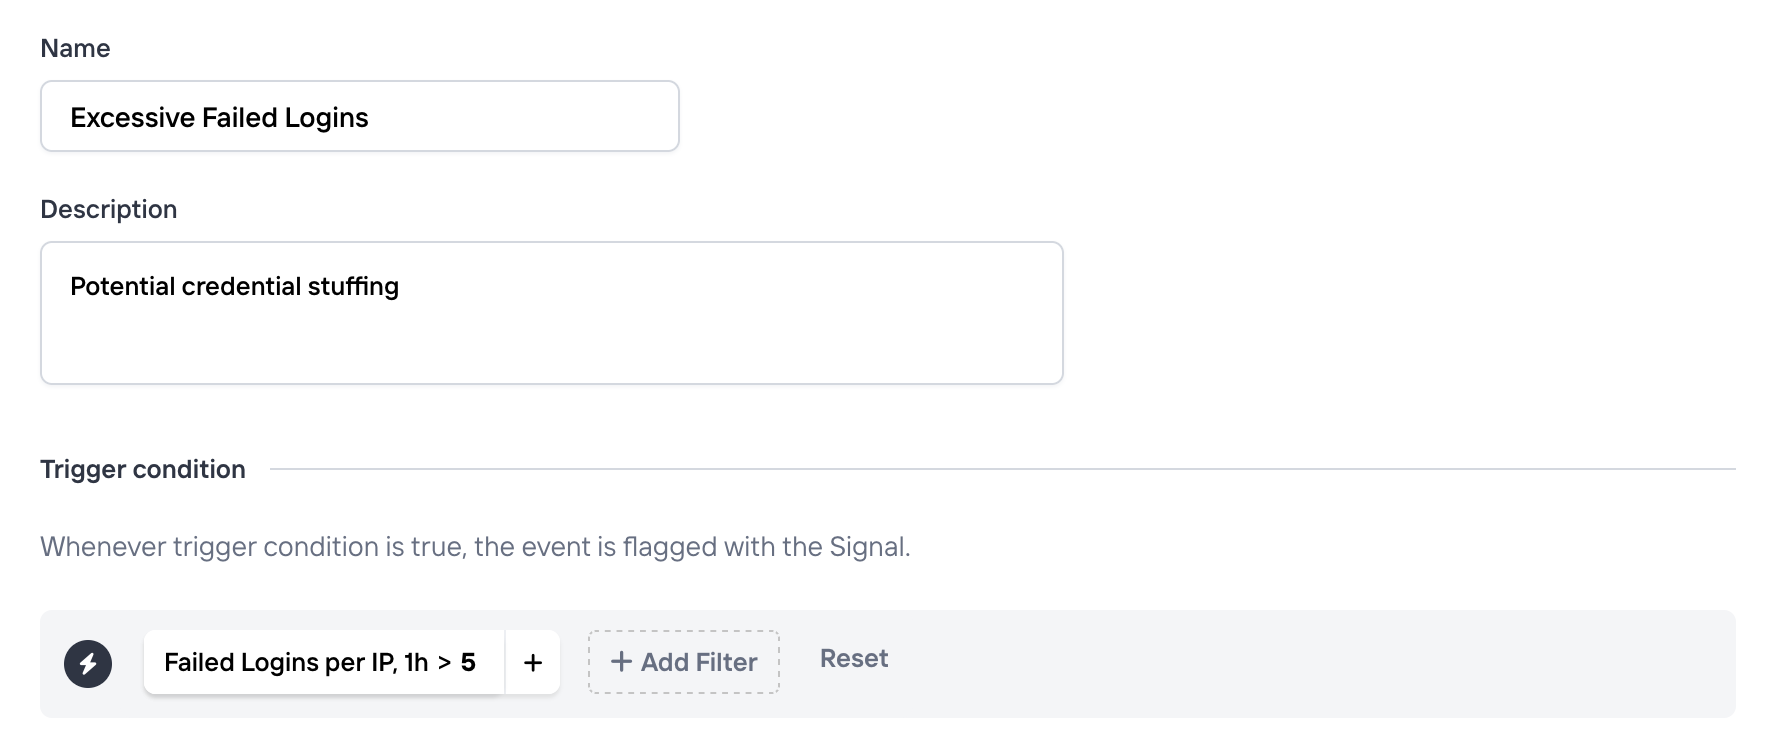 Name
Excessive Failed Logins
Description
Potential credential stuffing
Trigger condition
Whenever trigger condition is true, the event is flagged with the Signal.
Failed Logins per IP, 1h > 5 + + Add Filter Reset